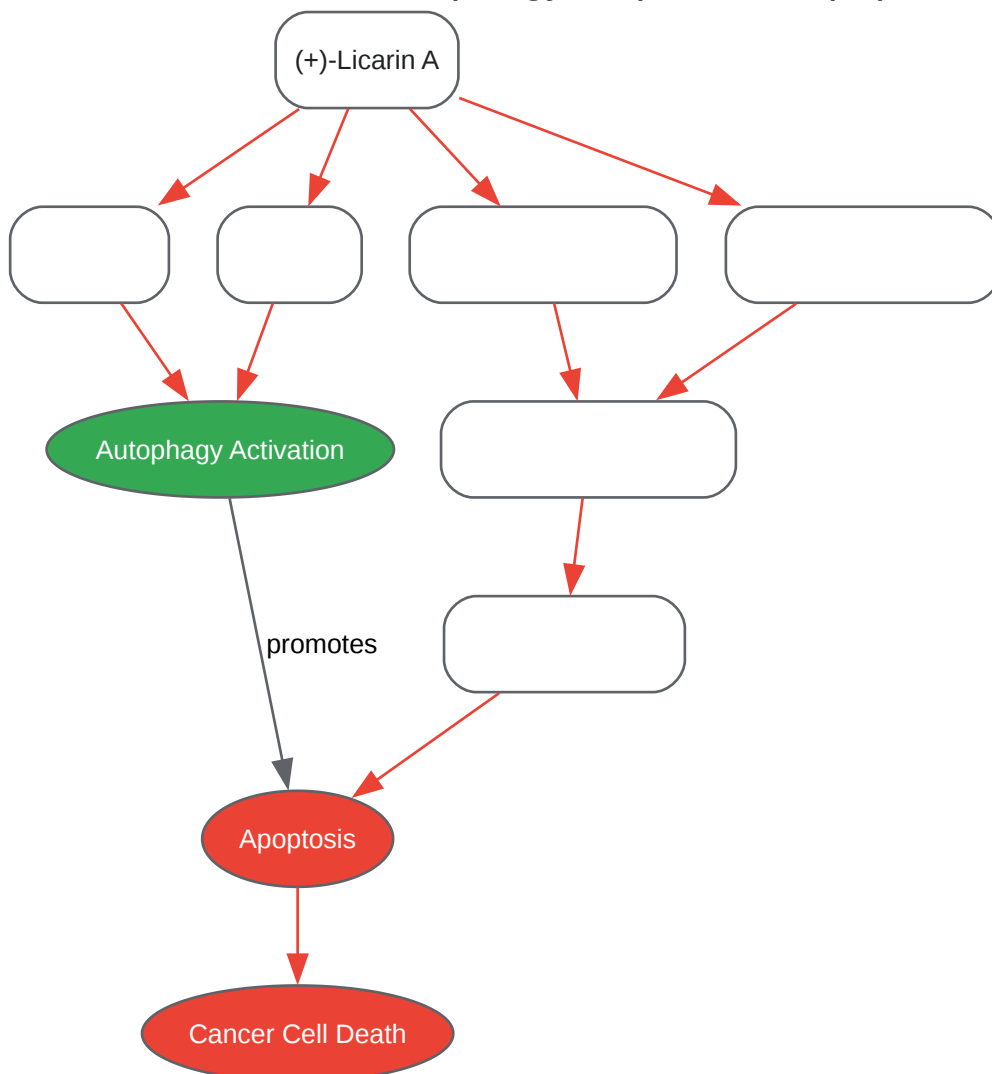 (+)-Licarin A
Autophagy Activation
promotes
Apoptosis
Cancer Cell Death